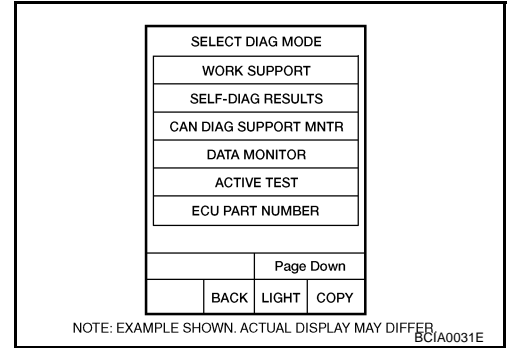 SELECT DIAG MODE
WORK SUPPORT
SELF-DIAG RESULTS
CAN DIAG SUPPORT MNTR
DATA MONITOR
ACTIVE TEST
ECU PART NUMBER
Page Down
BACK LIGHT COPY
NOTE: EXAMPLE SHOWN. ACTUAL DISPLAY MAY DIFFER.
BCIA0031E